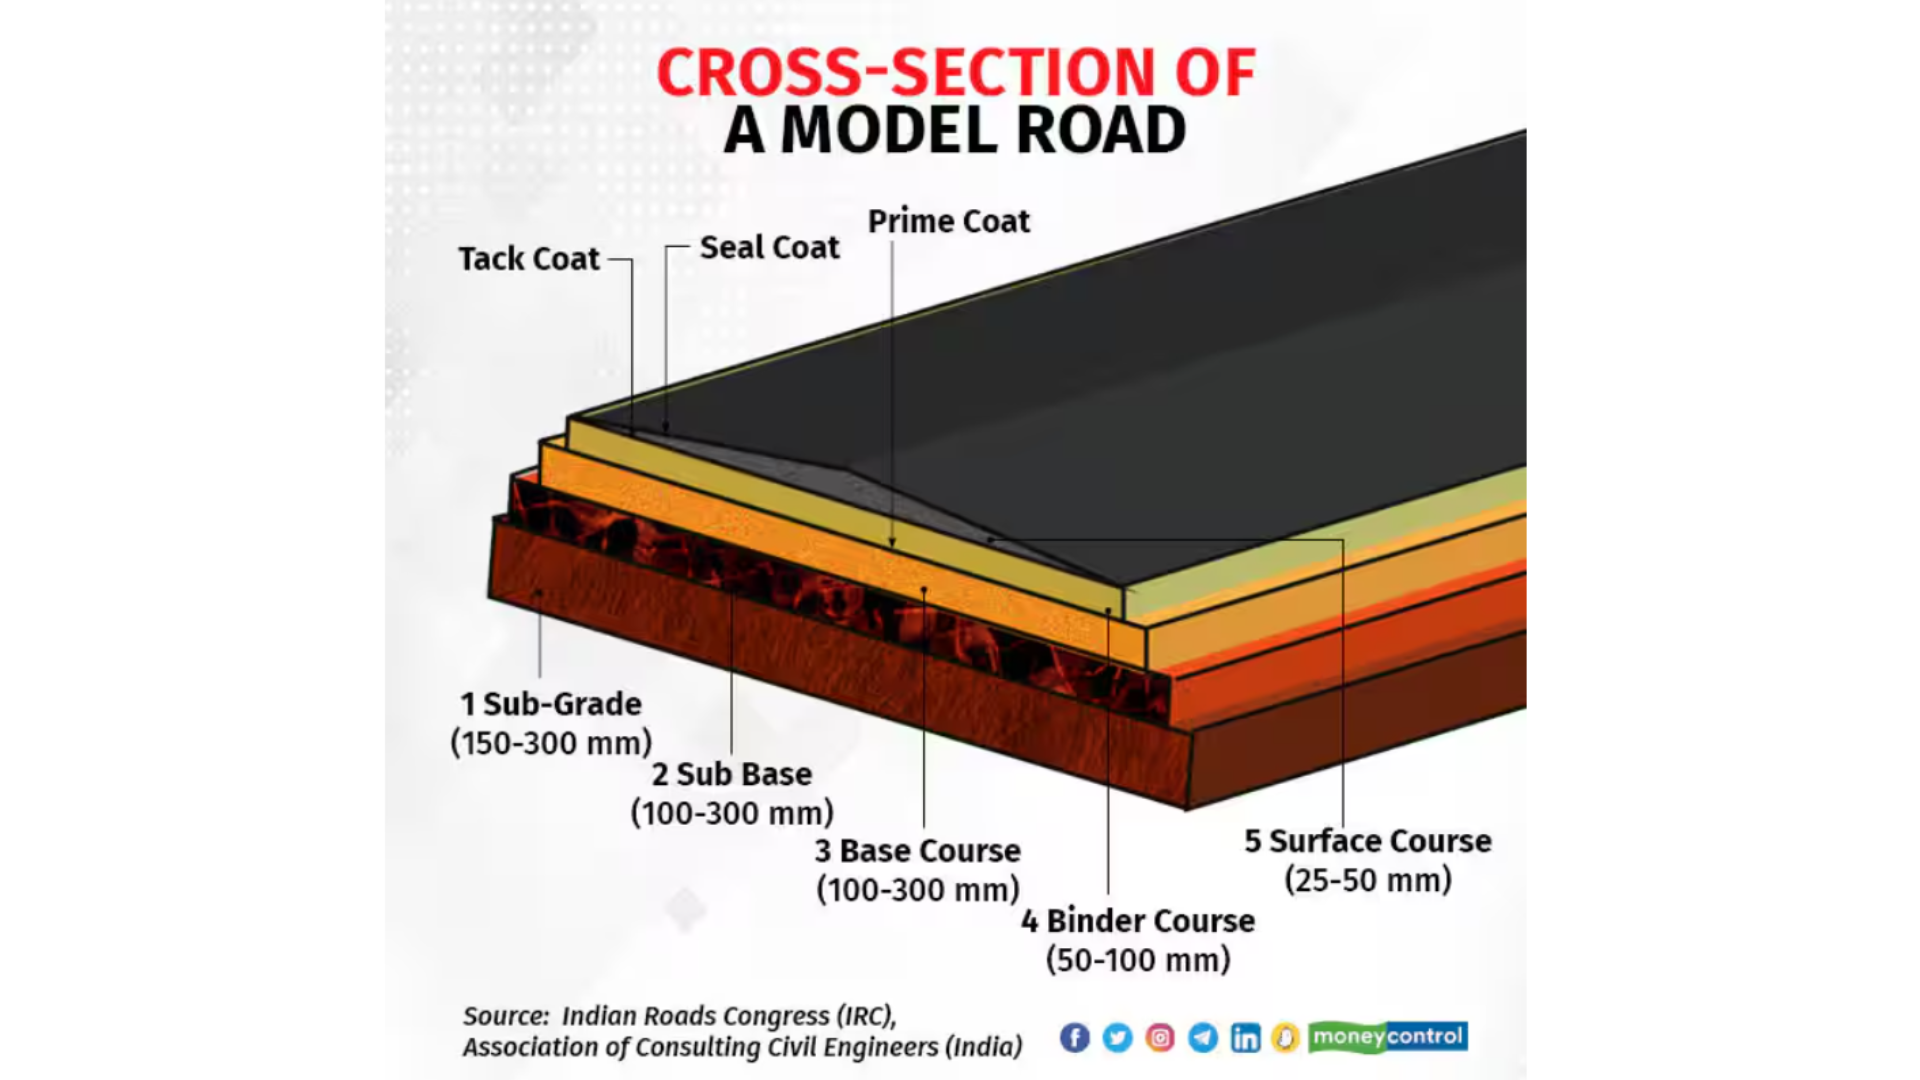 CROSS-SECTION OF
A MODEL ROAD
Prime Coat
Seal Coat
Tack Coat
1 Sub-Grade
(150-300 mm)
2 Sub Base
(100-300 mm)
3 Base Course
(100-300 mm)
4 Binder Course
(50-100 mm)
5 Surface Course
(25-50 mm)
Source: Indian Roads Congress (IRC),
Association of Consulting Civil Engineers (India)
moneycontrol